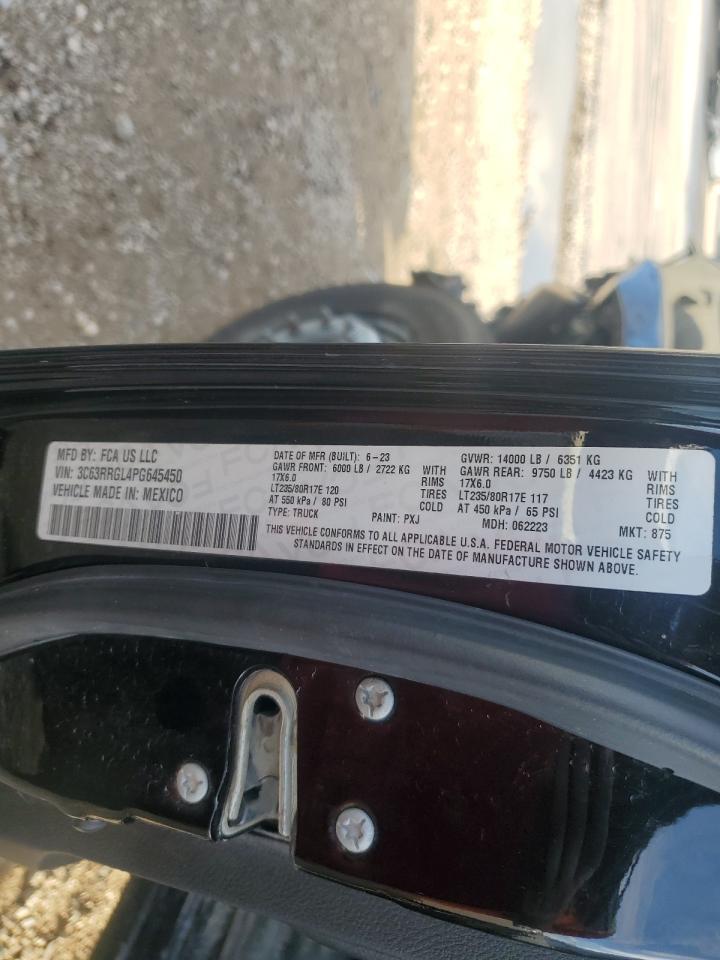 MFD BY: FCA US LLC
VIN: 3C63RRGL4PG645450
VEHICLE MADE IN: MEXICO
DATE OF MFR (BUILT): 6-23
GAWR FRONT: 6000 LB / 2722 KG WITH
17X6.0 RIMS
LT235/80R17E 120 TIRES
AT 550 kPa / 80 PSI COLD
TYPE: TRUCK PAINT: PXJ
GVWR: 14000 LB / 6351 KG
GAWR REAR: 9750 LB / 4423 KG WITH
17X6.0 RIMS
LT235/80R17E 117 TIRES
AT 450 kPa / 65 PSI COLD
MDH: 062223 MKT: 875
THIS VEHICLE CONFORMS TO ALL APPLICABLE U.S.A. FEDERAL MOTOR VEHICLE SAFETY
STANDARDS IN EFFECT ON THE DATE OF MANUFACTURE SHOWN ABOVE.